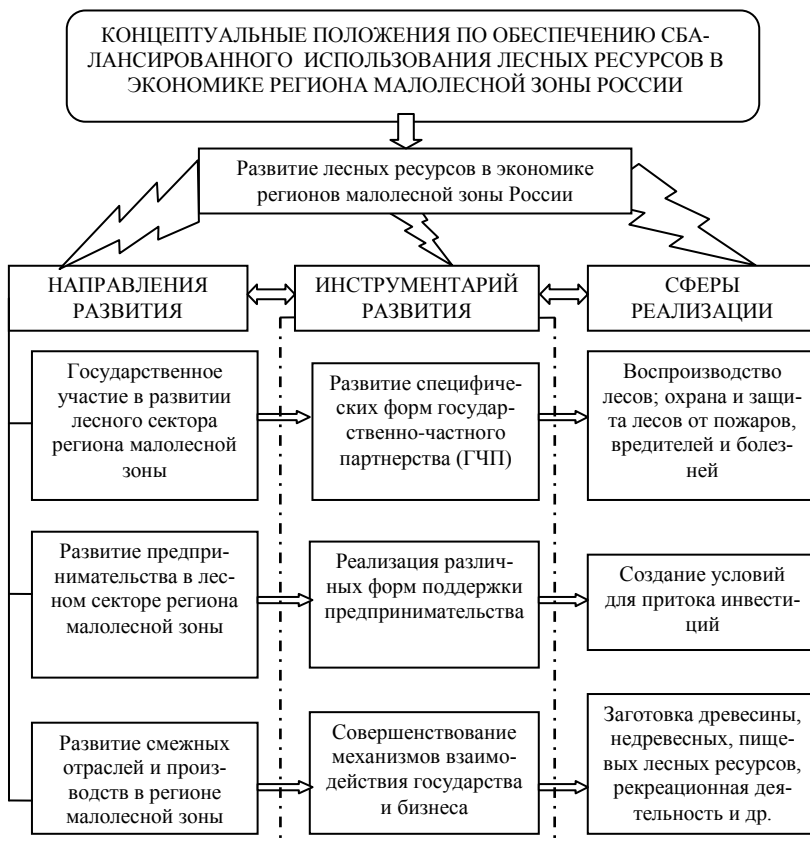 КОНЦЕПТУАЛЬНЫЕ ПОЛОЖЕНИЯ ПО ОБЕСПЕЧЕНИЮ СБА-
ЛАНСИРОВАННОГО ИСПОЛЬЗОВАНИЯ ЛЕСНЫХ РЕСУРСОВ В
ЭКОНОМИКЕ РЕГИОНА МАЛОЛЕСНОЙ ЗОНЫ РОССИИ
Развитие лесных ресурсов в экономике
регионов малолесной зоны России
НАПРАВЛЕНИЯ
РАЗВИТИЯ
ИНСТРУМЕНТАРИЙ
РАЗВИТИЯ
СФЕРЫ
РЕАЛИЗАЦИИ
Государственное
участие в развитии
лесного сектора
региона малолесной
зоны
Развитие специфичес-
ских форм государ-
ственно-частного
партнерства (ГЧП)
Воспроизводство
лесов; охрана и защи-
та лесов от пожаров,
вредителей и болез-
ней
Развитие предпри-
нимательства в лес-
ном секторе региона
малолесной зоны
Реализация различ-
ных форм поддержки
предпринимательства
Создание условий
для притока инвести-
ций
Развитие смежных
отраслей и произ-
водств в регионе
малолесной зоны
Совершенствование
механизмов взаимо-
действия государства
и бизнеса
Заготовка древесины,
недревесных, пище-
вых лесных ресурсов,
рекреационная дея-
тельность и др.